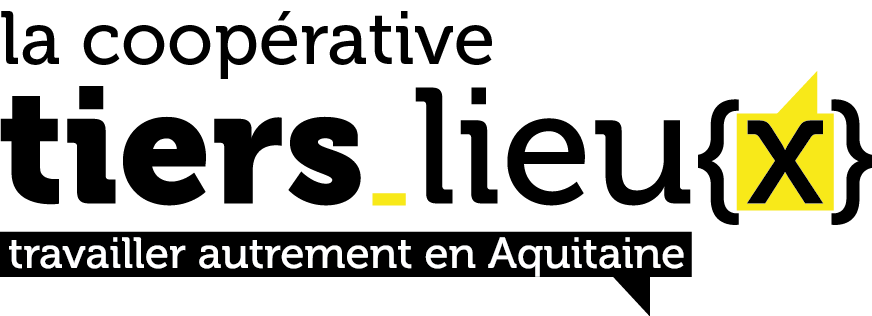 la coopérative
tiers_lieu{x}
travailler autrement en Aquitaine